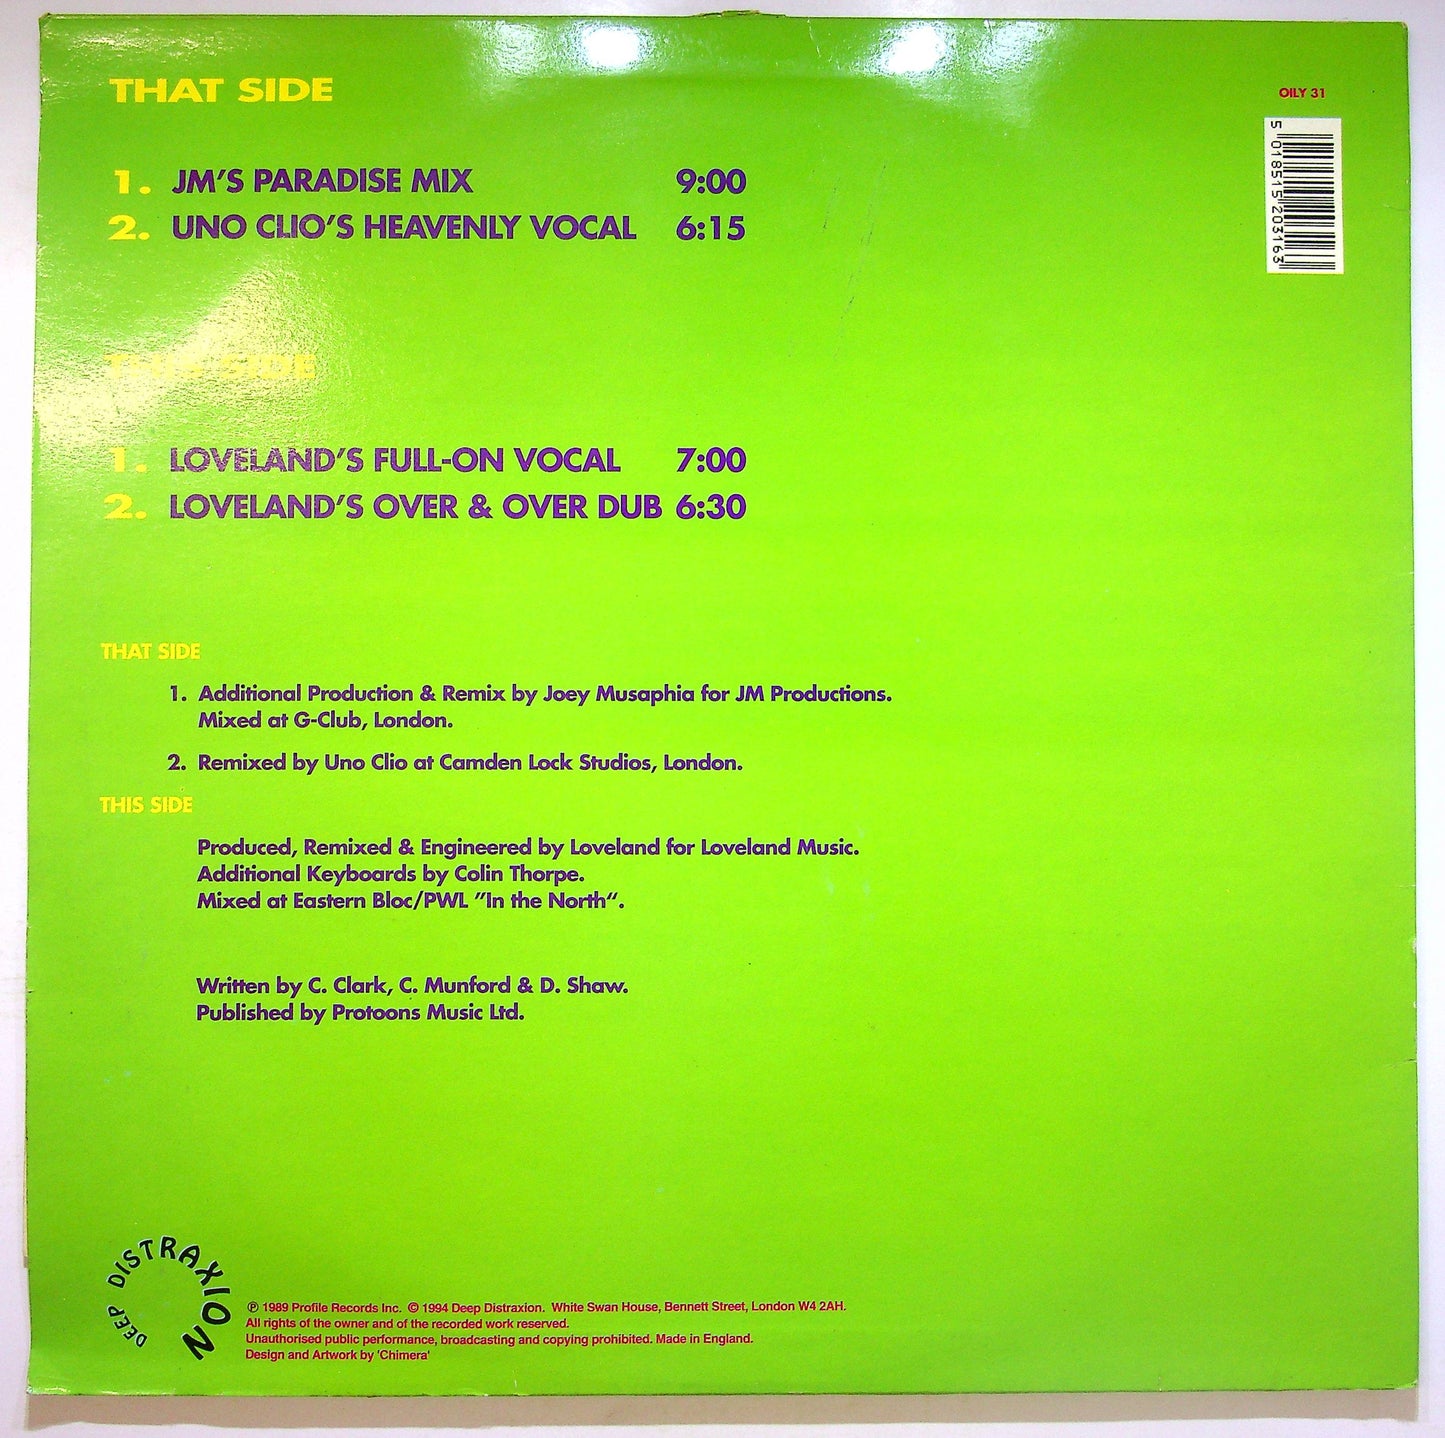 THAT SIDE
OILY 31
1. JM'S PARADISE MIX 9:00
2. UNO CLIO'S HEAVENLY VOCAL 6:15
5 018515 203163
THIS SIDE
1. LOVELAND'S FULL-ON VOCAL 7:00
2. LOVELAND'S OVER & OVER DUB 6:30
THAT SIDE
1. Additional Production & Remix by Joey Musaphia for JM Productions.
Mixed at G-Club, London.
2. Remixed by Uno Clio at Camden Lock Studios, London.
THIS SIDE
Produced, Remixed & Engineered by Loveland for Loveland Music.
Additional Keyboards by Colin Thorpe.
Mixed at Eastern Bloc/PWL "In the North".
Written by C. Clark, C. Munford & D. Shaw.
Published by Protoons Music Ltd.
DEEP DISTRAXION
℗ 1989 Profile Records Inc. © 1994 Deep Distraxion. White Swan House, Bennett Street, London W4 2AH.
All rights of the owner and of the recorded work reserved.
Unauthorised public performance, broadcasting and copying prohibited. Made in England.
Design and Artwork by 'Chimera'